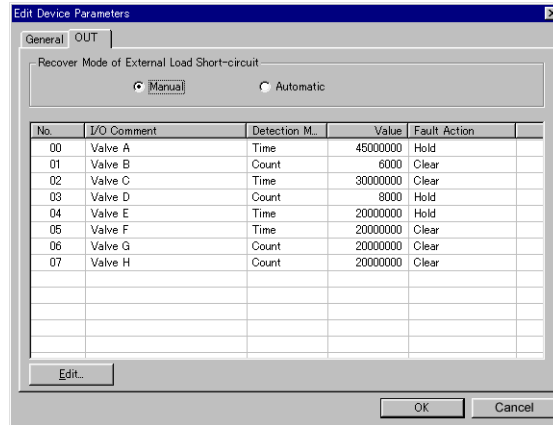 Edit Device Parameters
General OUT
Recover Mode of External Load Short-circuit
Manual Automatic
No. I/O Comment Detection M... Value Fault Action
00 Valve A Time 45000000 Hold
01 Valve B Count 6000 Clear
02 Valve C Time 30000000 Clear
03 Valve D Count 8000 Hold
04 Valve E Time 20000000 Hold
05 Valve F Time 20000000 Clear
06 Valve G Count 20000000 Clear
07 Valve H Count 20000000 Clear
Edit...
OK Cancel